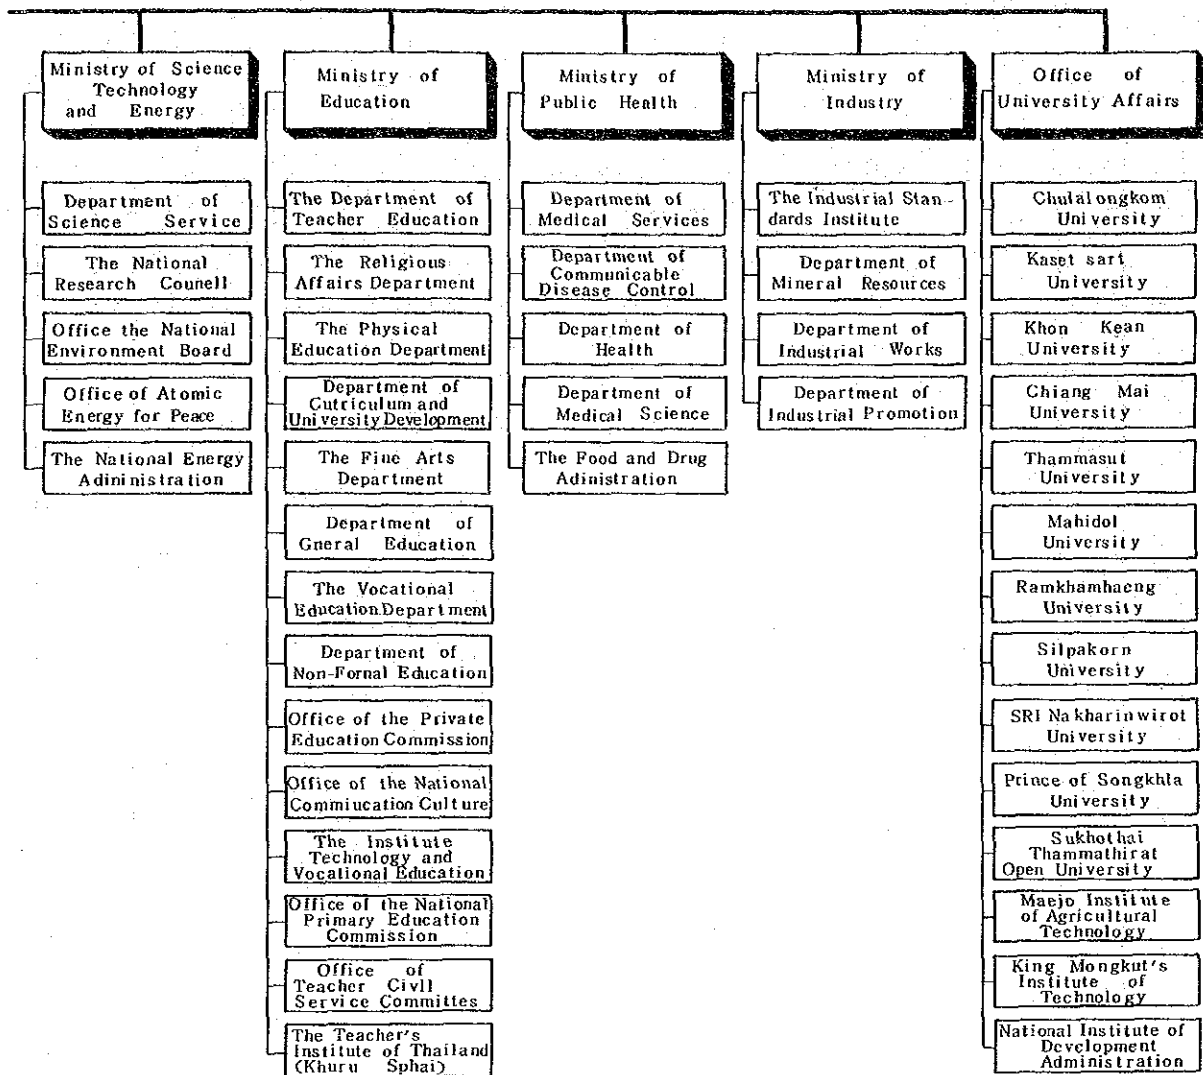 Ministry of Science
Technology
and Energy
Department of
Science Service
The National
Research Counell
Office the National
Environment Board
Office of Atomic
Energy for Peace
The National Energy
Adininistration
Ministry of
Education
The Department of
Teacher Education
The Religious
Affairs Department
The Physical
Education Department
Department of
Cutriculum and
University Development
The Fine Arts
Department
Department of
Gneral Education
The Vocational
Education Department
Department of
Non-Fornal Education
Office of the Private
Education Commission
Office of the National
Commiucation Culture
The Institute
Technology and
Vocational Education
Office of the National
Primary Education
Commission
Office of
Teacher Civll
Service Committes
The Teacher's
Institute of Thailand
(Khuru Sphai)
Ministry of
Public Health
Department of
Medical Services
Department of
Communicable
Disease Control
Department of
Health
Department of
Medical Science
The Food and Drug
Adinistration
Ministry of
Industry
The Industrial Stan-
dards Institute
Department of
Mineral Resources
Department of
Industrial Works
Department of
Industrial Promotion
Office of
University Affairs
Chulalongkom
University
Kaset sart
University
Khon Kean
University
Chiang Mai
University
Thammasut
University
Mahidol
University
Ramkhamhaeng
University
Silpakorn
University
SRI Nakharinwirot
University
Prince of Songkhla
University
Sukhothai
Thammathirat
Open University
Maejo Institute
of Agricultural
Technology
King Mongkut's
Institute of
Technology
National Institute of
Development
Administration